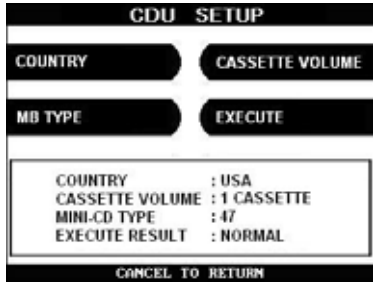 CDU SETUP
COUNTRY
CASSETTE VOLUME
MB TYPE
EXECUTE
COUNTRY : USA
CASSETTE VOLUME : 1 CASSETTE
MINI-CD TYPE : 47
EXECUTE RESULT : NORMAL
CANCEL TO RETURN